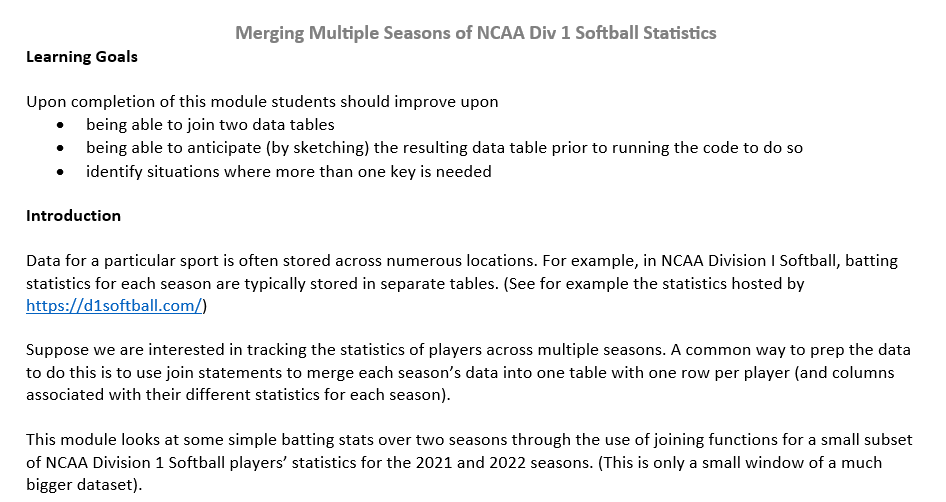 Merging Multiple Seasons of NCAA Div 1 Softball Statistics
Learning Goals
Upon completion of this module students should improve upon
• being able to join two data tables
• being able to anticipate (by sketching) the resulting data table prior to running the code to do so
• identify situations where more than one key is needed
Introduction
Data for a particular sport is often stored across numerous locations. For example, in NCAA Division I Softball, batting
statistics for each season are typically stored in separate tables. (See for example the statistics hosted by
https://d1softball.com/)
Suppose we are interested in tracking the statistics of players across multiple seasons. A common way to prep the data
to do this is to use join statements to merge each season's data into one table with one row per player (and columns
associated with their different statistics for each season).
This module looks at some simple batting stats over two seasons through the use of joining functions for a small subset
of NCAA Division 1 Softball players' statistics for the 2021 and 2022 seasons. (This is only a small window of a much
bigger dataset).